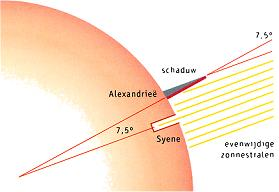 7,5°
schaduw
Alexandrieë
7,5°
Syene
evenwijdige
zonnestralen